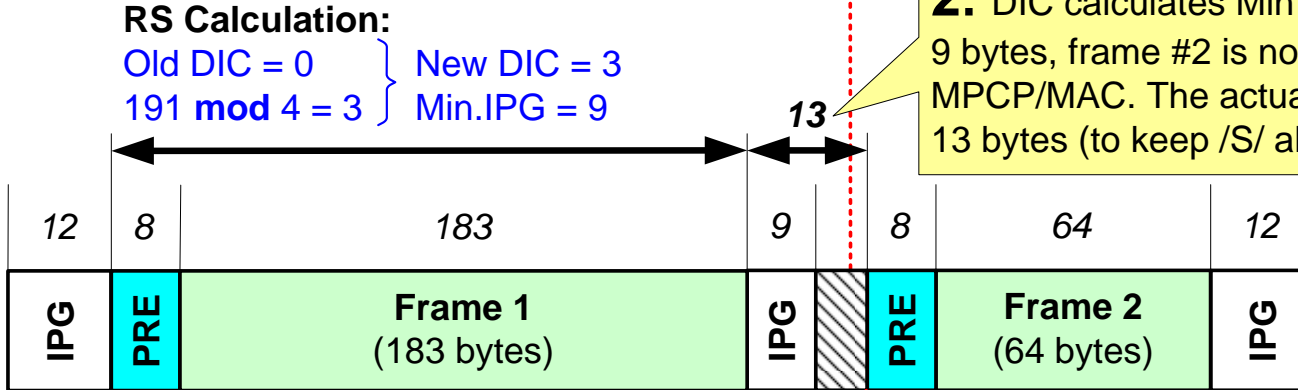 RS Calculation:
Old DIC = 0
191 mod 4 = 3
New DIC = 3
Min.IPG = 9
2. DIC calculates Min
9 bytes, frame #2 is no
MPCP/MAC. The actua
13 bytes (to keep /S/ al
13
12 8 183 9 8 64 12
IPG PRE Frame 1 IPG PRE Frame 2 IPG
(183 bytes) (64 bytes)